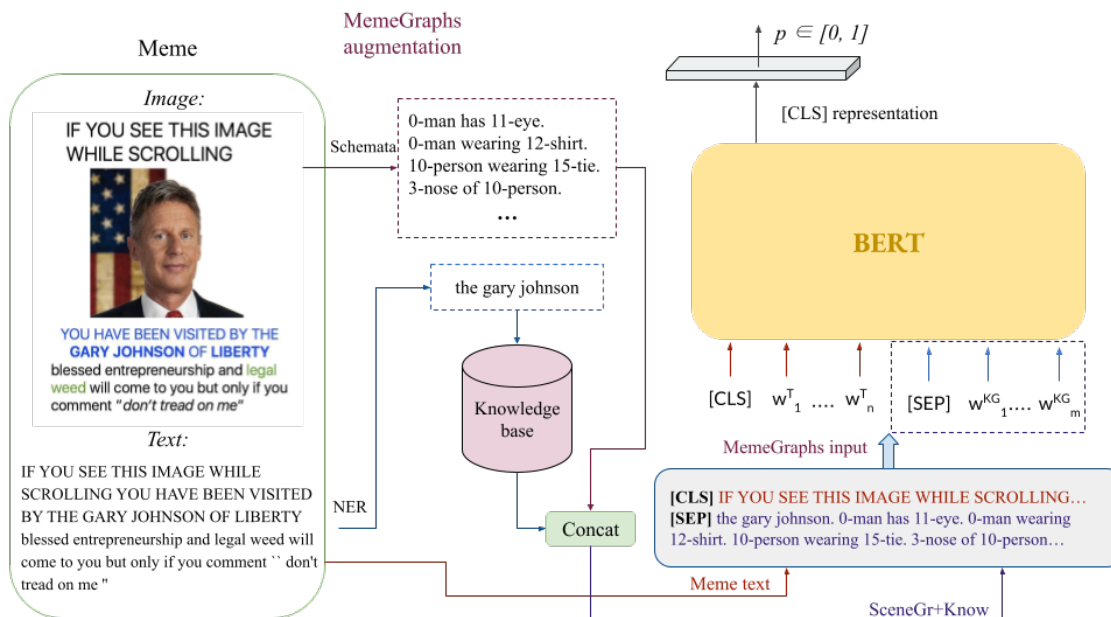 Meme
MemeGraphs
augmentation
p ∈ [0, 1]
Image:
IF YOU SEE THIS IMAGE
WHILE SCROLLING
YOU HAVE BEEN VISITED BY THE
GARY JOHNSON OF LIBERTY
blessed entrepreneurship and legal
weed will come to you but only if you
comment "don't tread on me"
Schemata
0-man has 11-eye.
0-man wearing 12-shirt.
10-person wearing 15-tie.
3-nose of 10-person.
...
[CLS] representation
BERT
the gary johnson
Knowledge
base
[CLS] w^T_1 .... w^T_n [SEP] w^KG_1 .... w^KG_m
Text:
IF YOU SEE THIS IMAGE WHILE
SCROLLING YOU HAVE BEEN VISITED
BY THE GARY JOHNSON OF LIBERTY
blessed entrepreneurship and legal weed will
come to you but only if you comment `` don't
tread on me "
NER
Concat
MemeGraphs input
[CLS] IF YOU SEE THIS IMAGE WHILE SCROLLING…
[SEP] the gary johnson. 0-man has 11-eye. 0-man wearing
12-shirt. 10-person wearing 15-tie. 3-nose of 10-person…
Meme text
SceneGr+Know